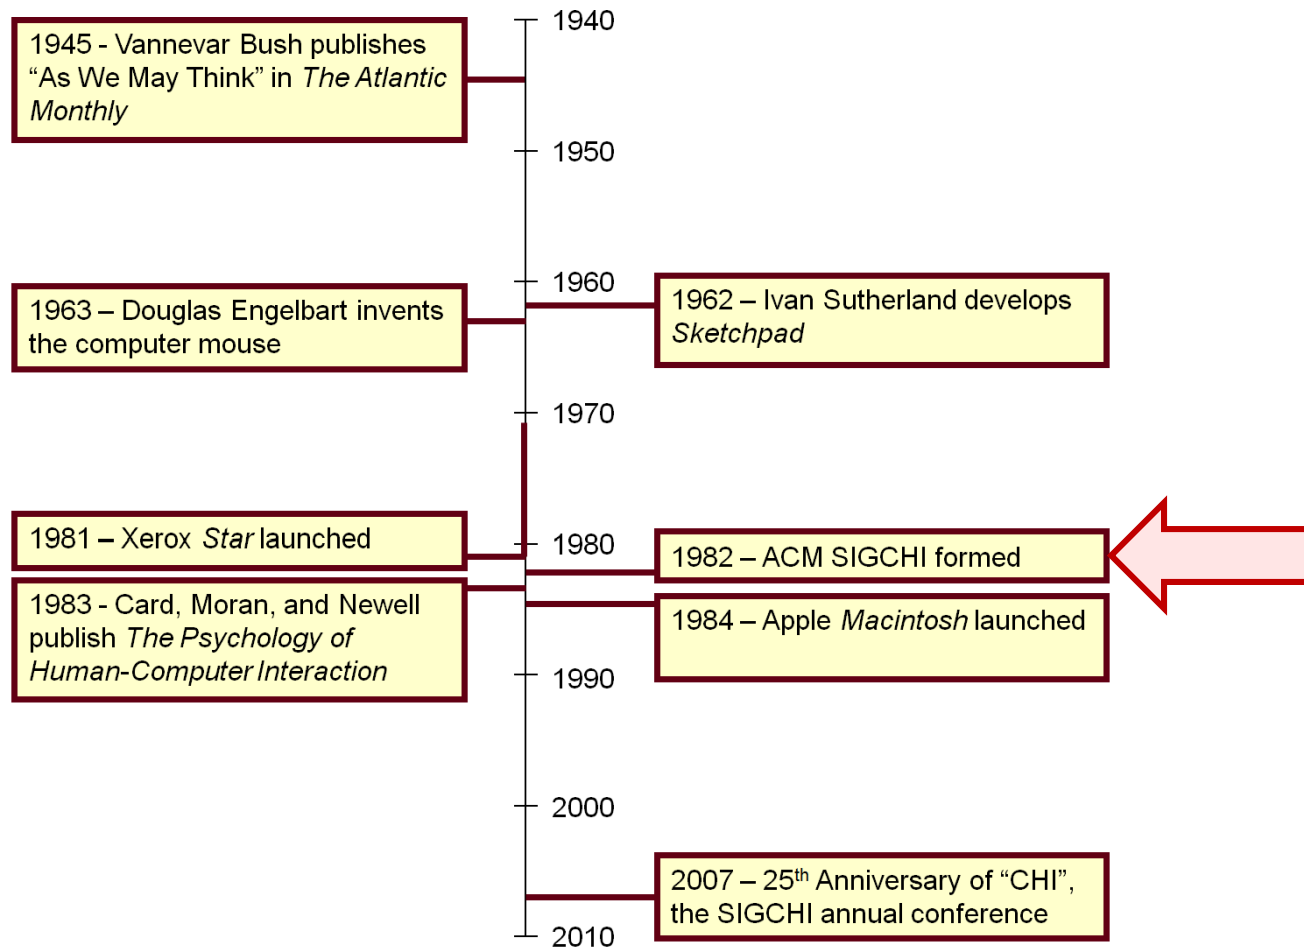 1940
1945 - Vannevar Bush publishes
“As We May Think” in The Atlantic
Monthly
1950
1960
1962 – Ivan Sutherland develops
Sketchpad
1963 – Douglas Engelbart invents
the computer mouse
1970
1981 – Xerox Star launched
1980
1982 – ACM SIGCHI formed
1983 - Card, Moran, and Newell
publish The Psychology of
Human-Computer Interaction
1984 – Apple Macintosh launched
1990
2000
2007 – 25th Anniversary of “CHI”,
the SIGCHI annual conference
2010